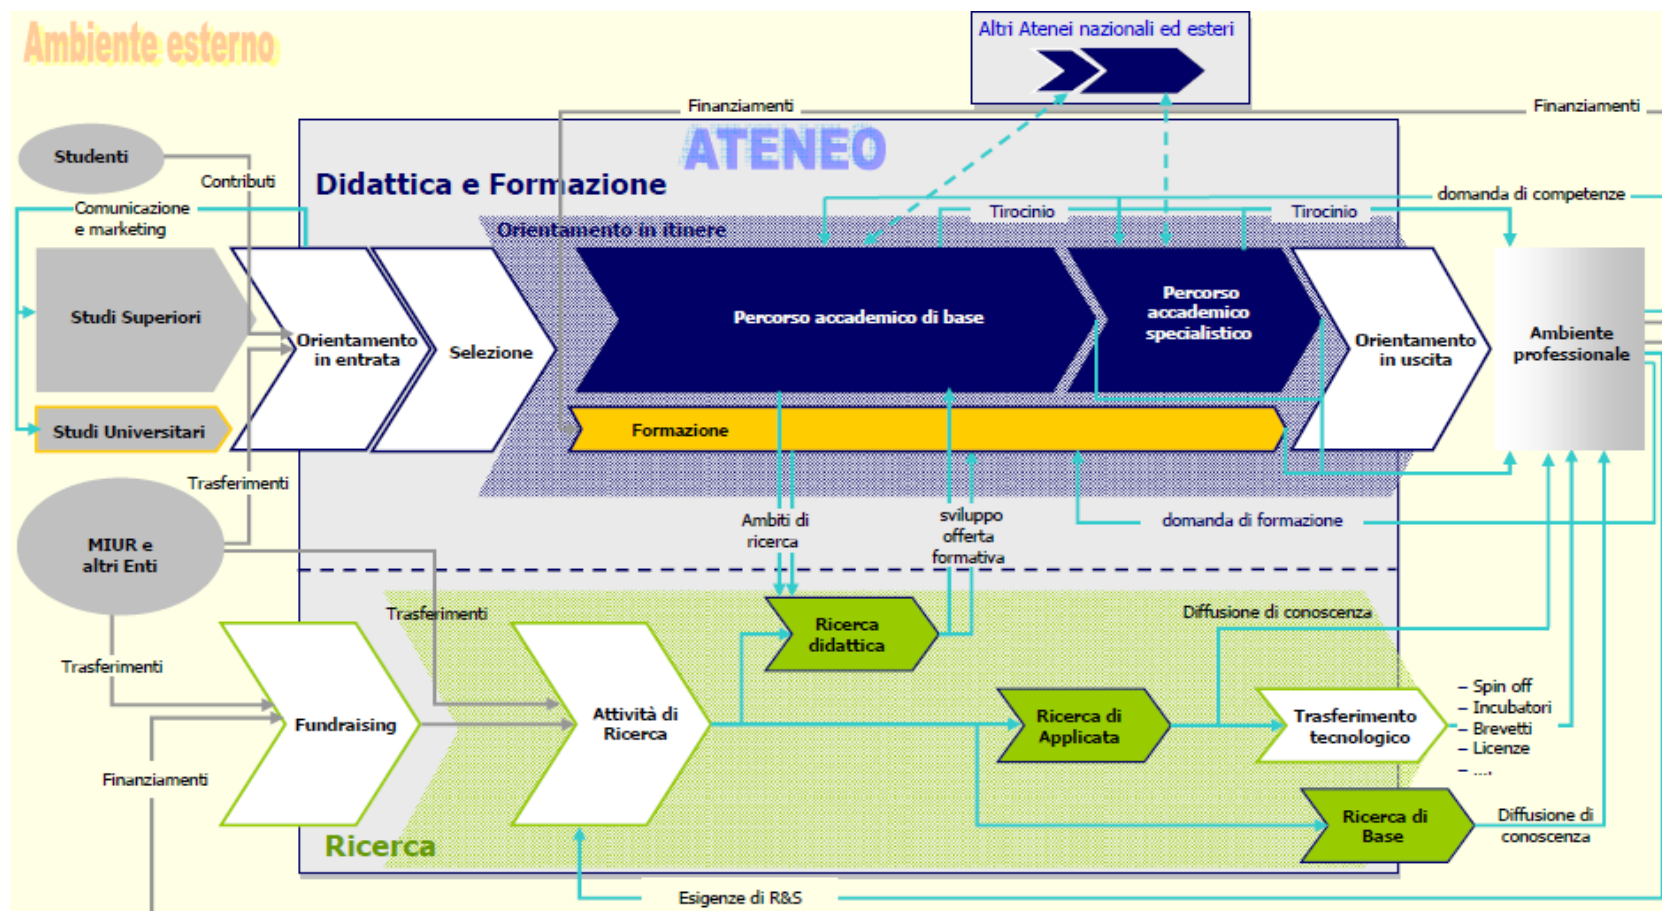 Ambiente esterno
Altri Atenei nazionali ed esteri
Finanziamenti
Finanziamenti
ATENEO
Studenti
Contributi
Didattica e Formazione
domanda di competenze
Comunicazione
e marketing
Tirocinio
Tirocinio
Orientamento in itinere
Studi Superiori
Orientamento
in entrata
Selezione
Percorso accademico di base
Percorso
accademico
specialistico
Orientamento
in uscita
Ambiente
professionale
Studi Universitari
Formazione
Trasferimenti
Ambiti di
ricerca
sviluppo
offerta
formativa
domanda di formazione
MIUR e
altri Enti
Trasferimenti
Diffusione di conoscenza
Ricerca
didattica
Trasferimenti
Fundraising
Attività di
Ricerca
Ricerca di
Applicata
Trasferimento
tecnologico
– Spin off
– Incubatori
– Brevetti
– Licenze
– ....
Finanziamenti
Ricerca di
Base
Diffusione di
conoscenza
Ricerca
Esigenze di R&S